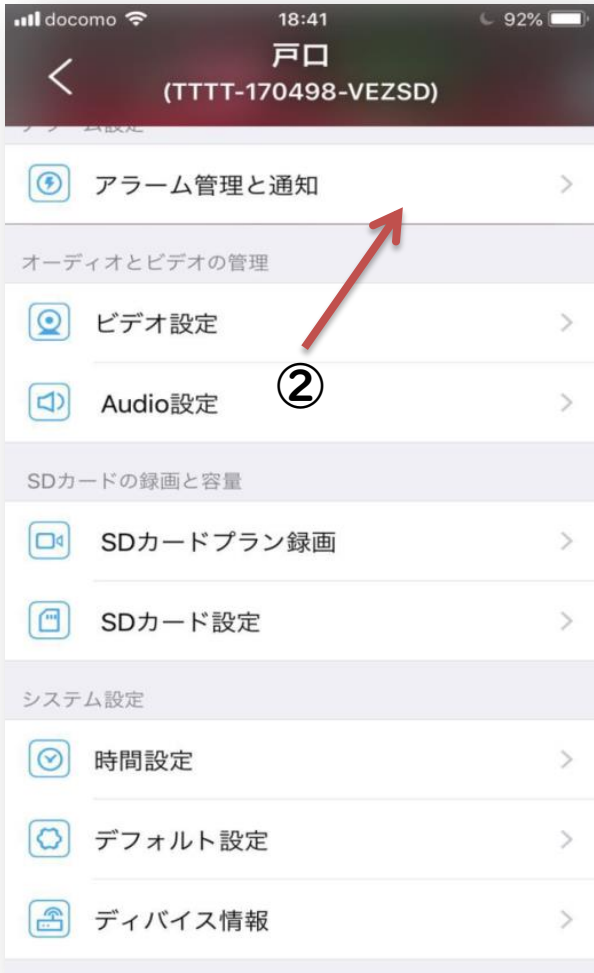 docomo 18:41 92%
戸口
(TTTT-170498-VEZSD)
アラーム管理と通知
オーディオとビデオの管理
ビデオ設定
②
Audio設定
SDカードの録画と容量
SDカードプラン録画
SDカード設定
システム設定
時間設定
デフォルト設定
ディバイス情報